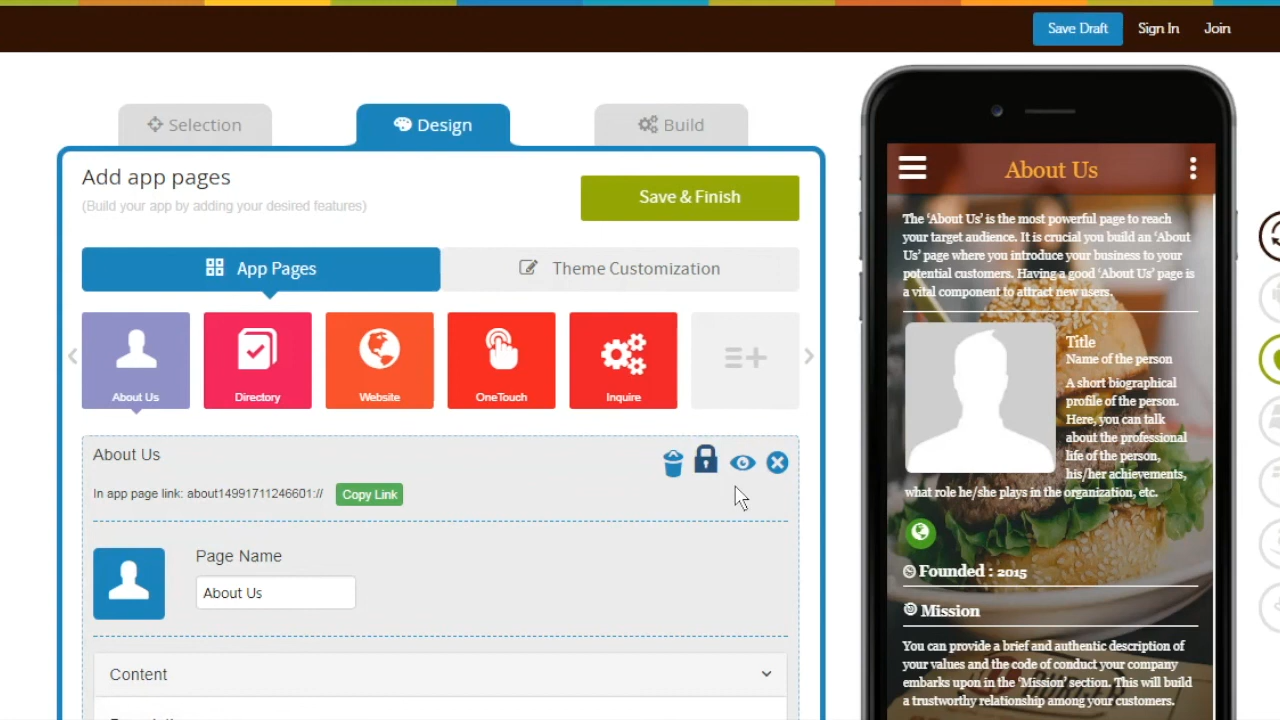 Save Draft Sign In Join
Selection Design Build
Add app pages
(Build your app by adding your desired features)
Save & Finish
App Pages Theme Customization
About Us Directory Website OneTouch Inquire
About Us
In app page link: about14991711246601:// Copy Link
Page Name
About Us
Content
About Us
The ‘About Us’ is the most powerful page to reach
your target audience. It is crucial you build an ‘About
Us’ page where you introduce your business to your
potential customers. Having a good ‘About Us’ page is
a vital component to attract new users.
Title
Name of the person
A short biographical
profile of the person.
Here, you can talk
about the professional
life of the person,
his/her achievements,
what role he/she plays in the organization, etc.
Founded : 2015
Mission
You can provide a brief and authentic description of
your values and the code of conduct your company
embarks upon in the ‘Mission’ section. This will build
a trustworthy relationship among your customers.